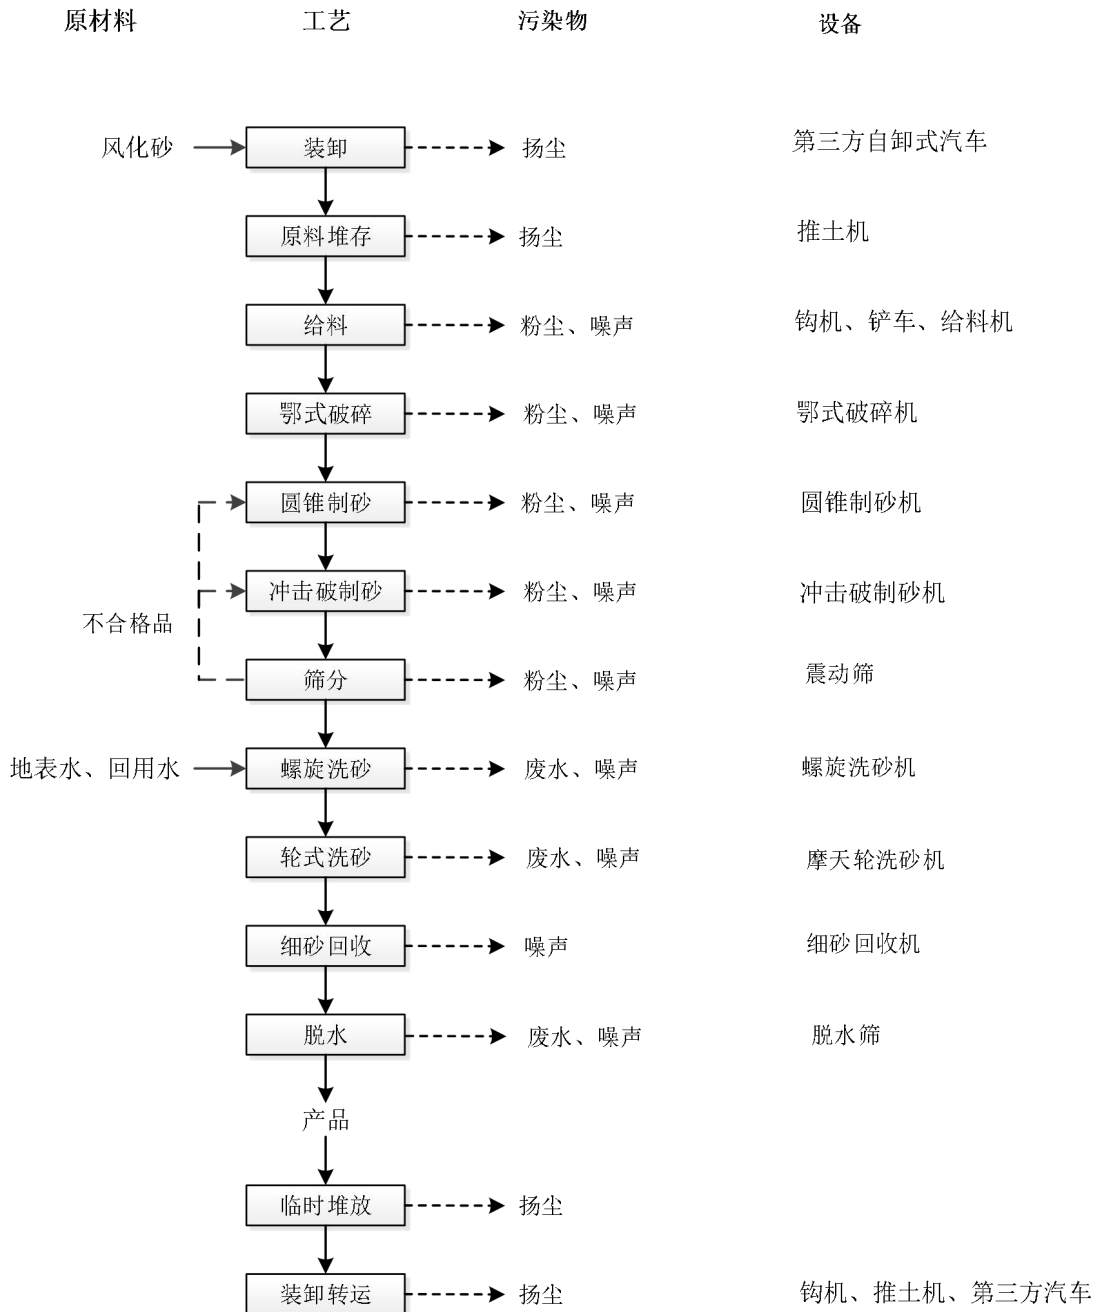 原材料 工艺 污染物 设备
风化砂 装卸 扬尘 第三方自卸式汽车
原料堆存 扬尘 推土机
给料 粉尘、噪声 钩机、铲车、给料机
鄂式破碎 粉尘、噪声 鄂式破碎机
圆锥制砂 粉尘、噪声 圆锥制砂机
冲击破制砂 粉尘、噪声 冲击破制砂机
不合格品
筛分 粉尘、噪声 震动筛
地表水、回用水 螺旋洗砂 废水、噪声 螺旋洗砂机
轮式洗砂 废水、噪声 摩天轮洗砂机
细砂回收 噪声 细砂回收机
脱水 废水、噪声 脱水筛
产品
临时堆放 扬尘
装卸转运 扬尘 钩机、推土机、第三方汽车